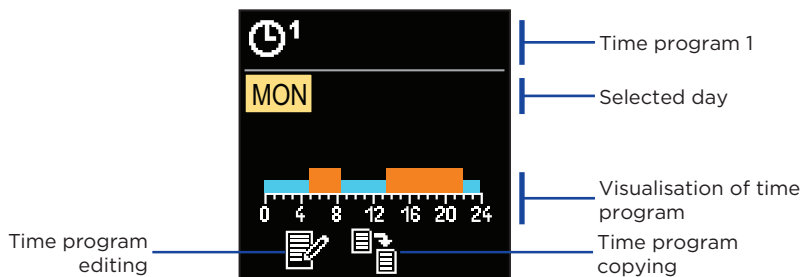 1
Time program 1
MON
Selected day
Visualisation of time
program
0 4 8 12 16 20 24
Time program
editing
Time program
copying